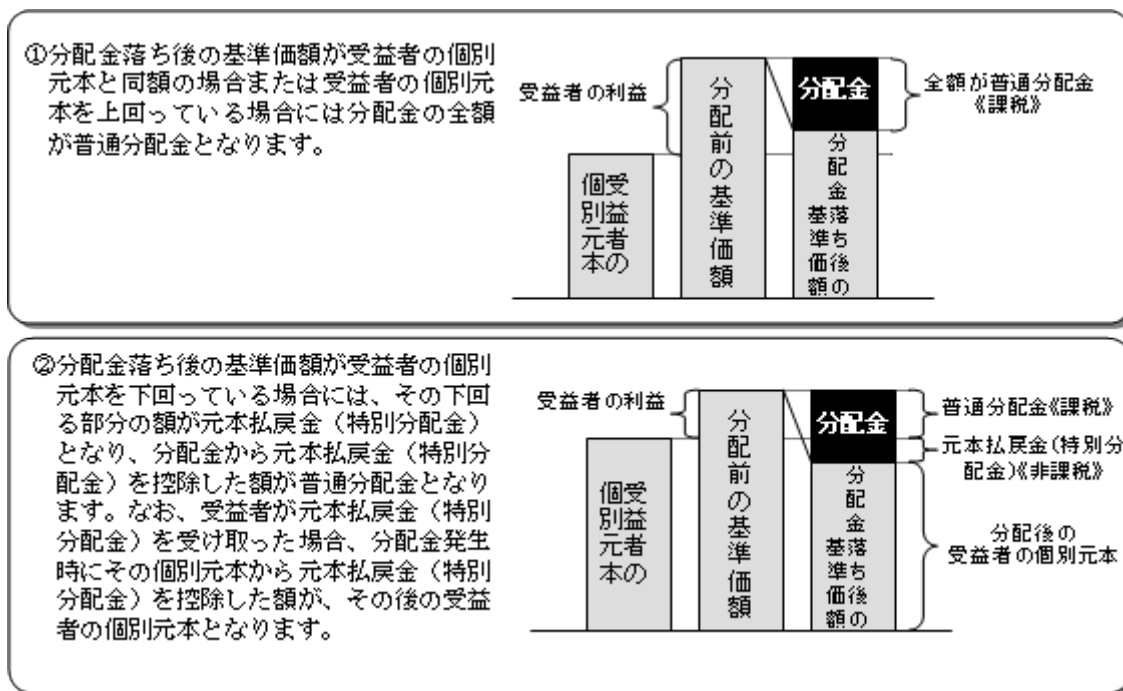 ①分配金落ち後の基準価額が受益者の個別
元本と同額の場合または受益者の個別元
本を上回っている場合には分配金の全額
が普通分配金となります。
受益者の利益
受益者の
個別元本
分配前の基準価額
分配金
分配金落ち後の
基準価額
全額が普通分配金
《課税》
②分配金落ち後の基準価額が受益者の個別
元本を下回っている場合には、その下回
る部分の額が元本払戻金（特別分配金）
となり、分配金から元本払戻金（特別分
配金）を控除した額が普通分配金となり
ます。なお、受益者が元本払戻金（特別
分配金）を受け取った場合、分配金発生
時にその個別元本から元本払戻金（特別
分配金）を控除した額が、その後の受益
者の個別元本となります。
受益者の利益
受益者の
個別元本
分配前の基準価額
分配金
分配金落ち後の
基準価額
普通分配金《課税》
元本払戻金（特別分
配金）《非課税》
分配後の
受益者の個別元本